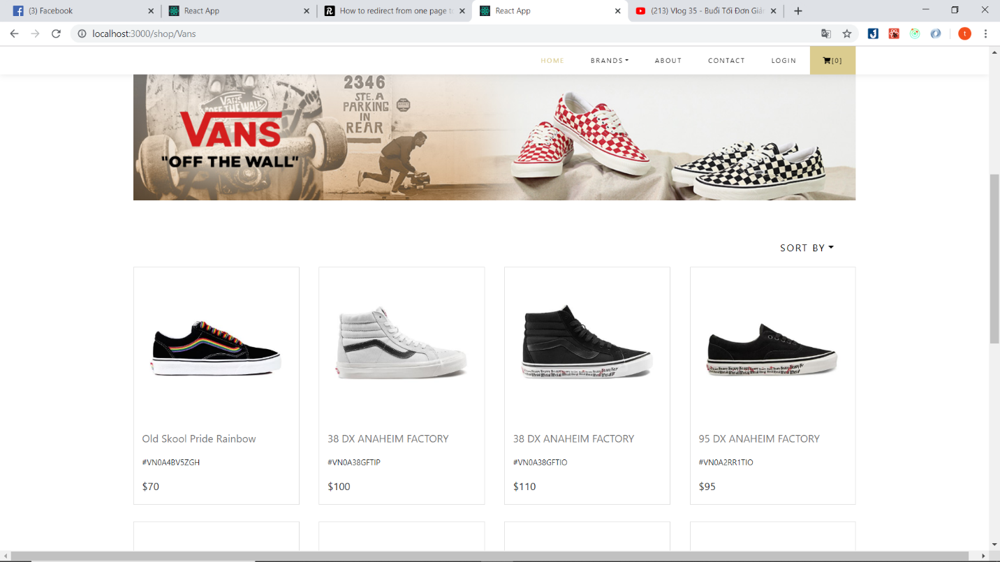 (3) Facebook
React App
How to redirect from one page to
React App
(213) Vlog 35 - Buổi Tối Đơn Giản
localhost:3000/shop/Vans
t
HOME
BRANDS
ABOUT
CONTACT
LOGIN
[0]
VANS
"OFF THE WALL"
VANS
"OFF THE WALL"
2346
STE. A
PARKING
IN
REAR
SORT BY
Old Skool Pride Rainbow
#VN0A4BV5ZGH
$70
38 DX ANAHEIM FACTORY
#VN0A38GFTIP
$100
38 DX ANAHEIM FACTORY
#VN0A38GFTIO
$110
95 DX ANAHEIM FACTORY
#VN0A2RR1TIO
$95